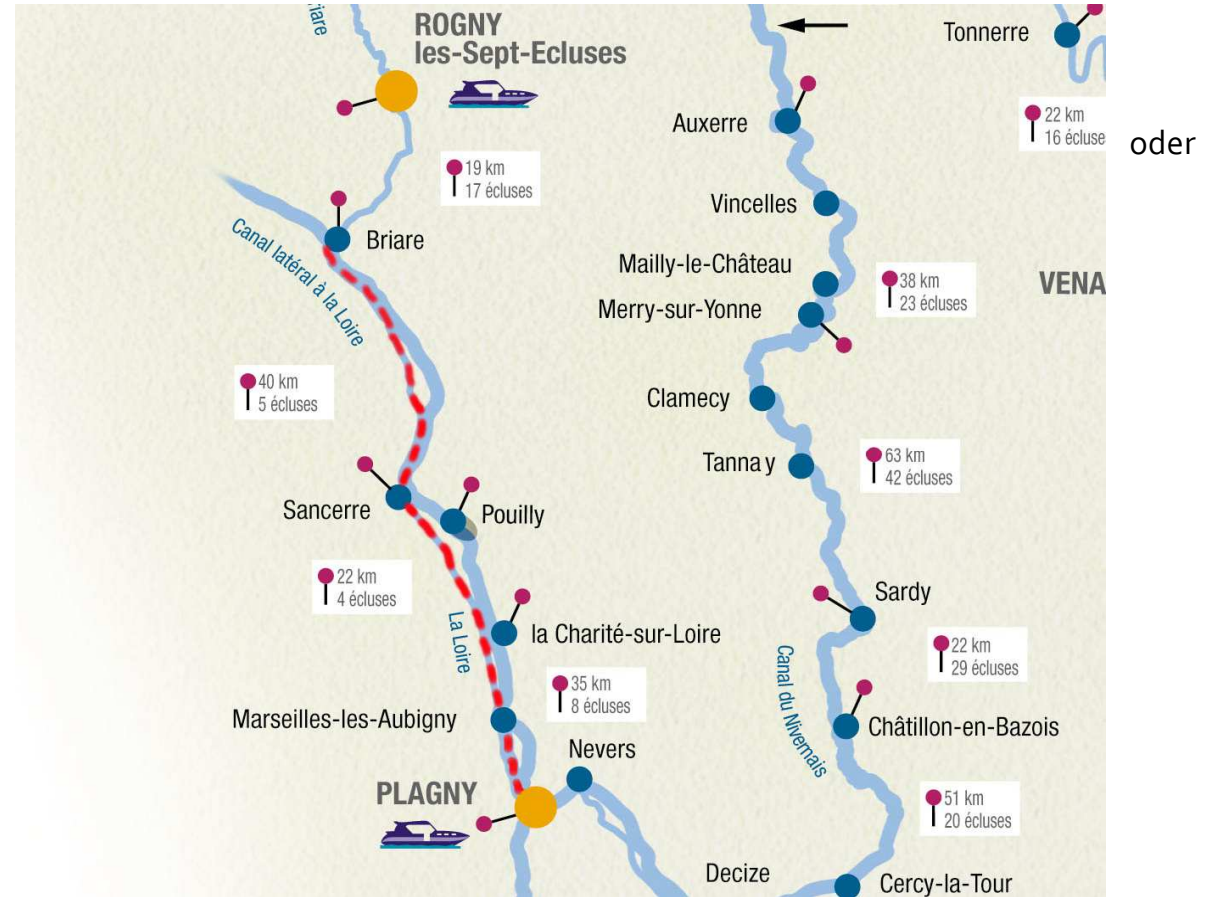 ROGNY
les-Sept-Ecluses
Tonnerre
Auxerre
22 km
16 écluse
oder
19 km
17 écluses
Vincelles
Briare
Canal latéral à la Loire
Mailly-le-Château
38 km
23 écluses
VENA
Merry-sur-Yonne
40 km
5 écluses
Clamecy
Tannay
63 km
42 écluses
Sancerre
Pouilly
22 km
4 écluses
Sardy
la Charité-sur-Loire
La Loire
22 km
29 écluses
35 km
8 écluses
Canal du Nivernais
Marseilles-les-Aubigny
Châtillon-en-Bazois
Nevers
PLAGNY
51 km
20 écluses
Decize
Cercy-la-Tour